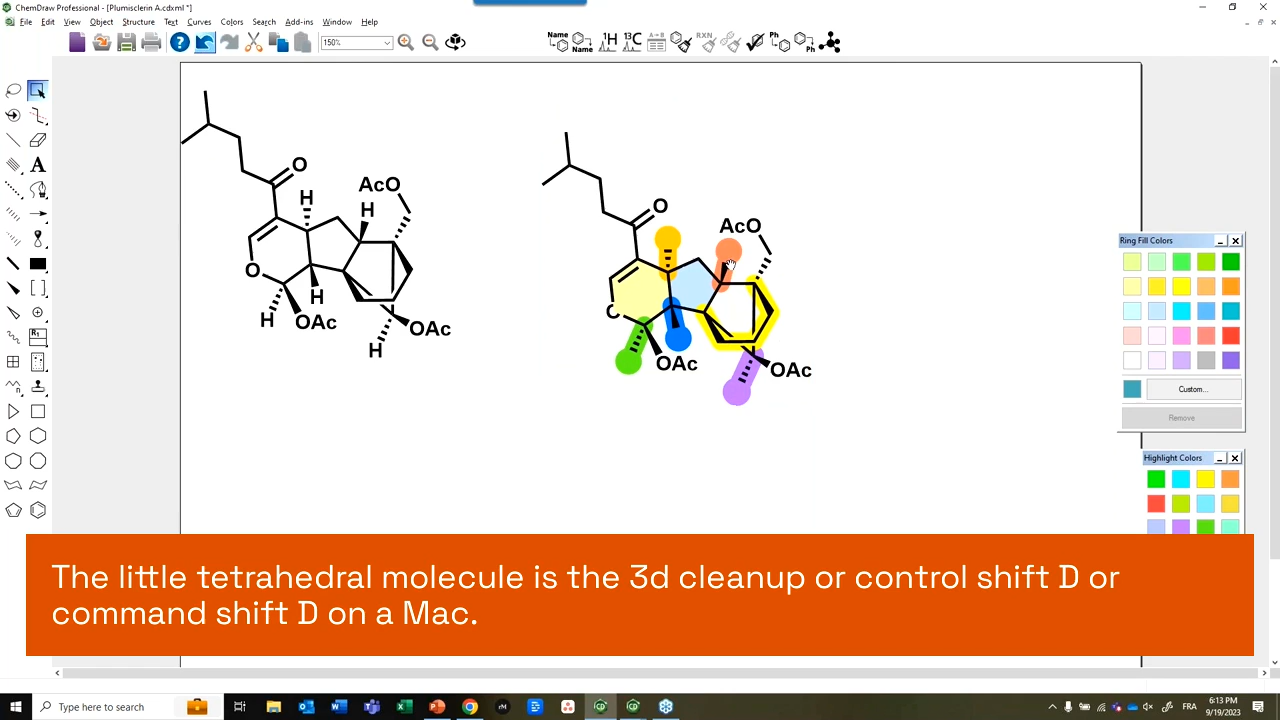 ChemDraw Professional - [Plumisclerin A.cdxml *]
File Edit View Object Structure Text Curves Colors Search Add-ins Window Help
150% Name Name 1H 13C A→B RXN Ph Ph
A
R1
O
H
AcO
H
O
H
H
OAc
H
OAc
O
AcO
C
OAc
OAc
Ring Fill Colors
Custom...
Remove
Highlight Colors
The little tetrahedral molecule is the 3d cleanup or control shift D or
command shift D on a Mac.
Type here to search
FRA
6:13 PM
9/19/2023